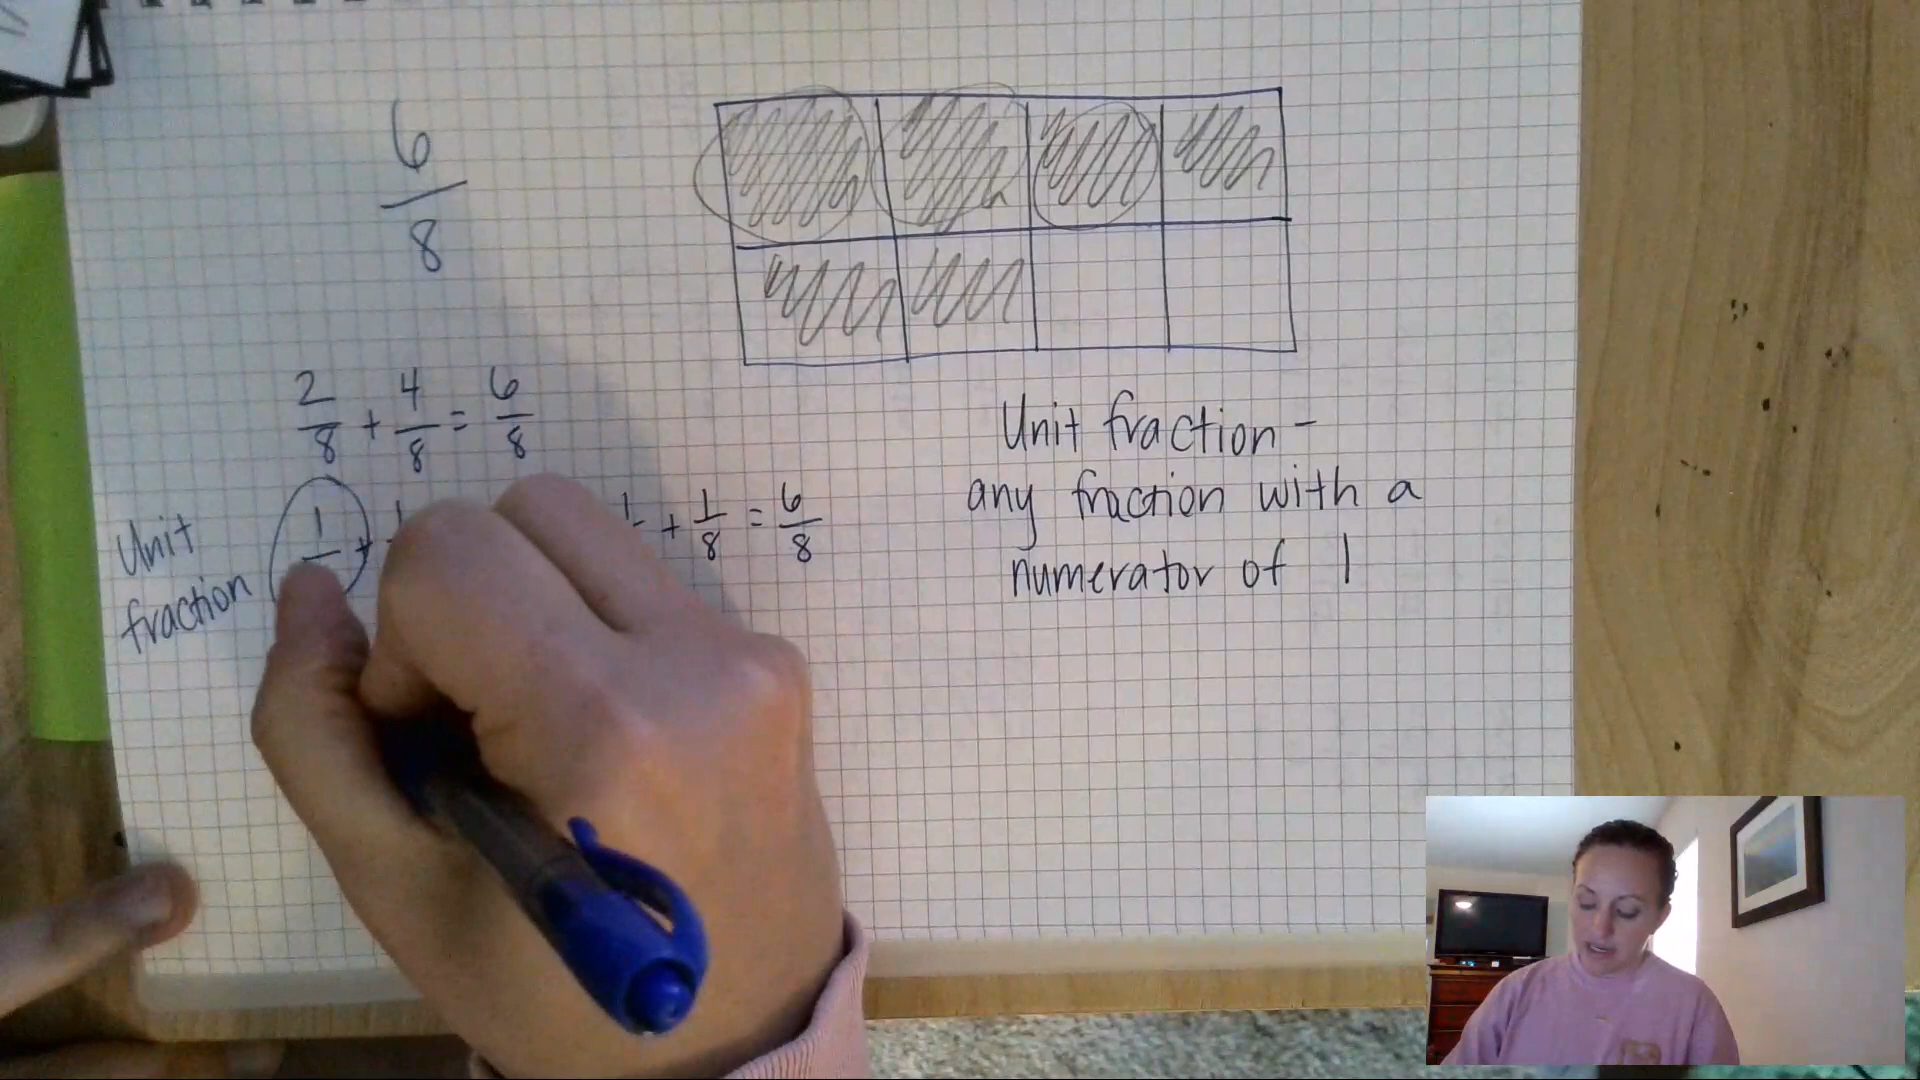 6/8
2/8 + 4/8 = 6/8
Unit
fraction
1 + 1 + 1/8 = 6/8
Unit fraction -
any fraction with a
numerator of 1